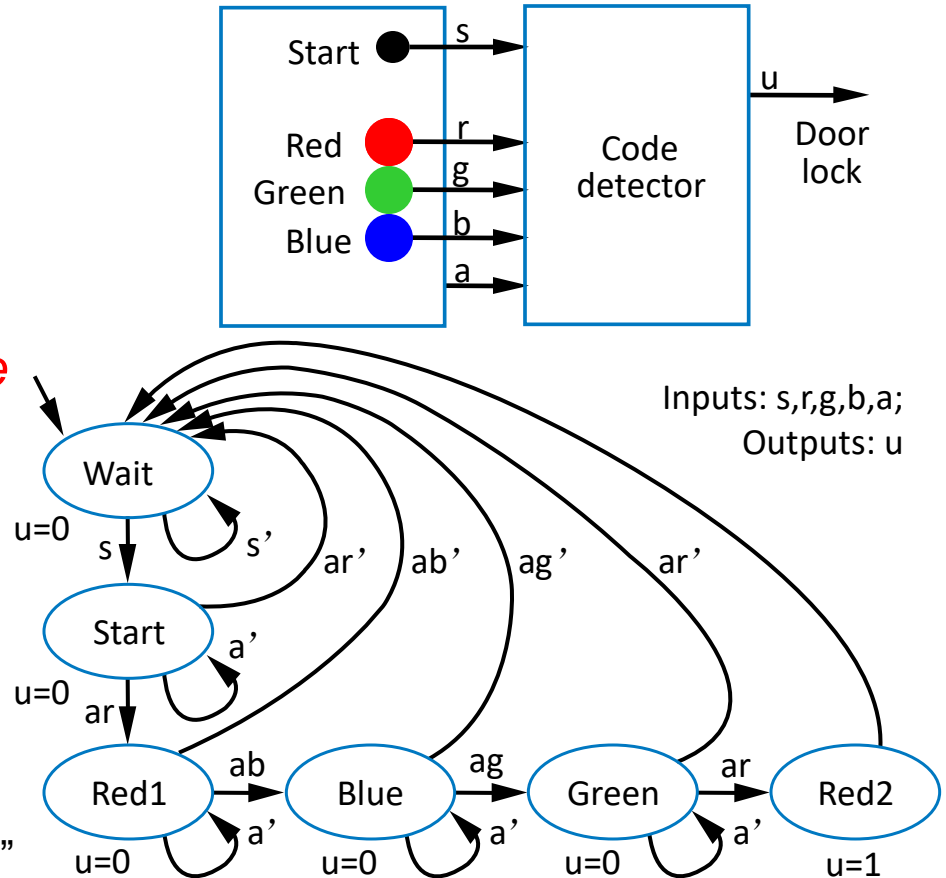 Start
s
Red
r
Green
g
Blue
b
a
Code
detector
u
Door
lock
e
Inputs: s,r,g,b,a;
Outputs: u
Wait
u=0
s
s’
ar’
ab’
ag’
ar’
Start
u=0
a’
ar
Red1
ab
Blue
ag
Green
ar
Red2
u=0
a’
u=0
a’
u=0
a’
u=1
”